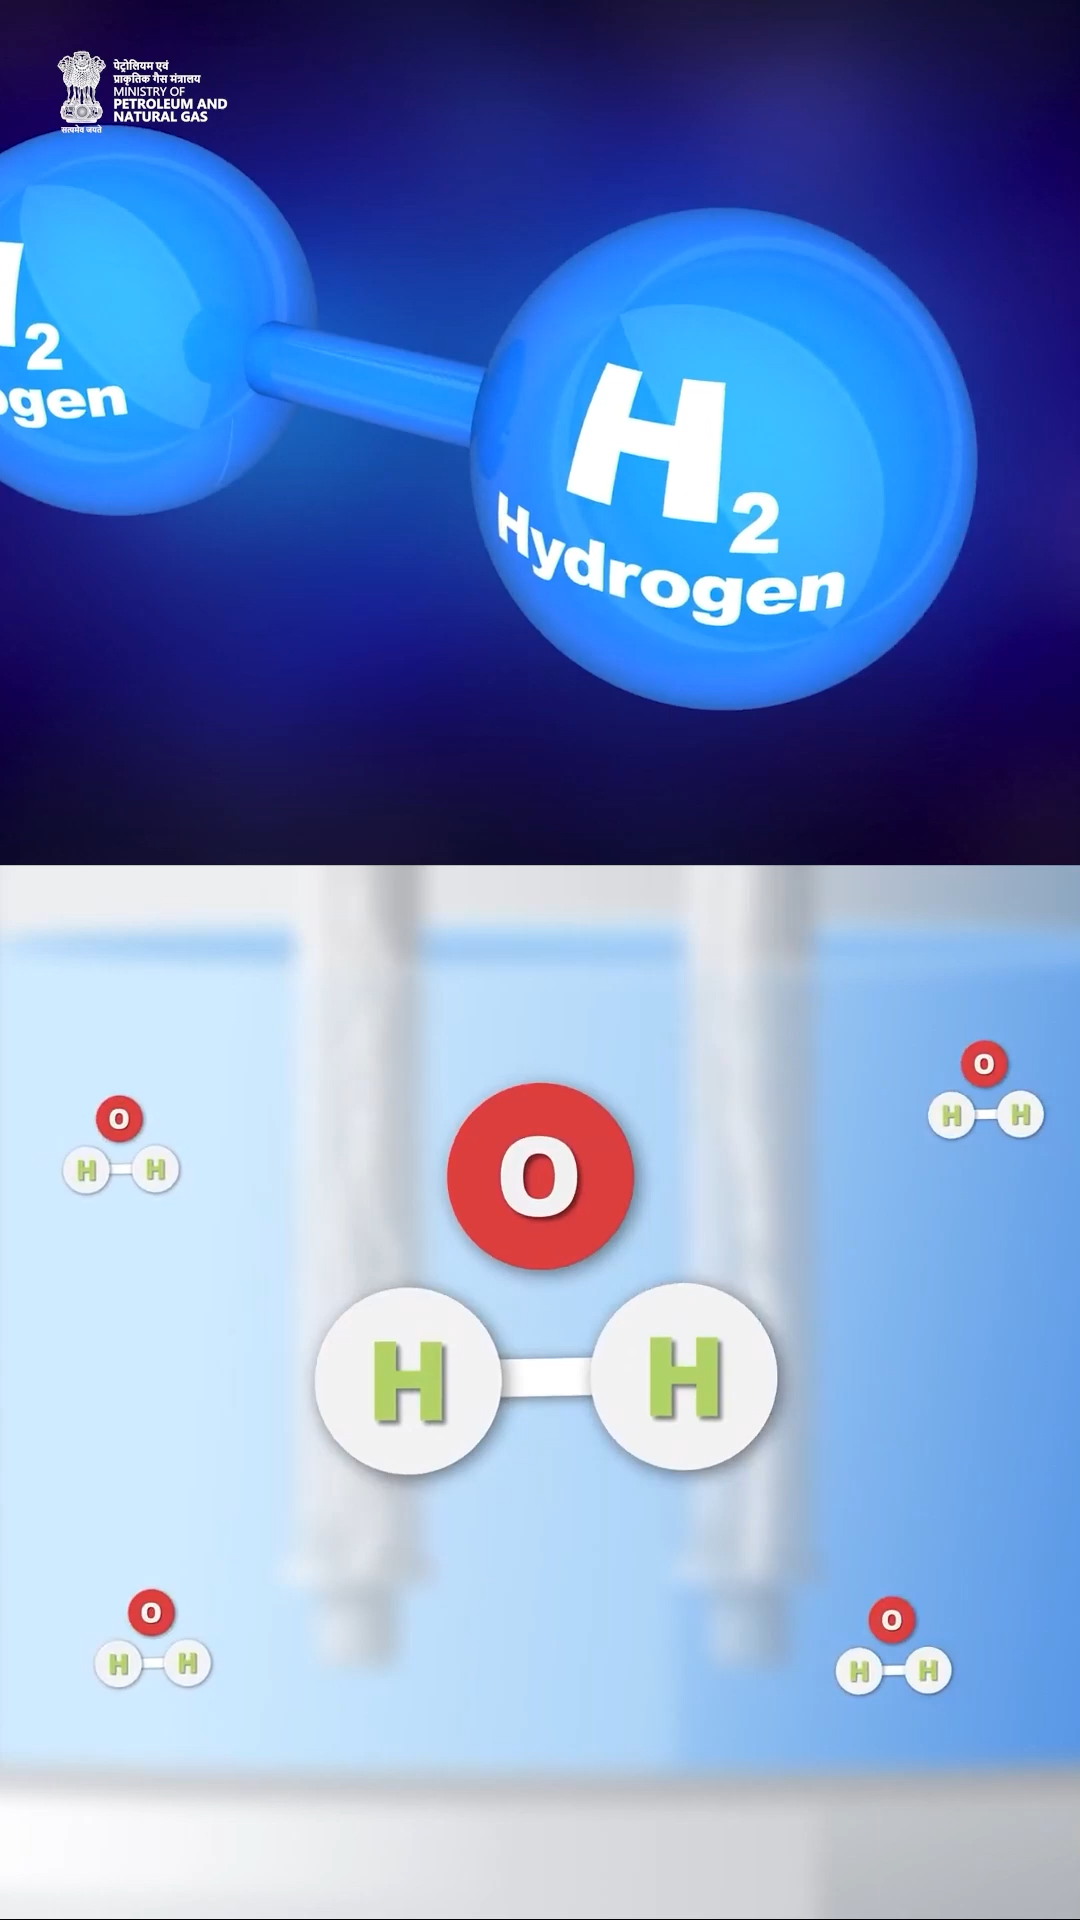 पेट्रोलियम एवं
प्राकृतिक गैस मंत्रालय
MINISTRY OF
PETROLEUM AND
NATURAL GAS
सत्यमेव जयते
2
ogen
H2
Hydrogen
O
H H
O
H H
O
H H
O
H H
O
H H